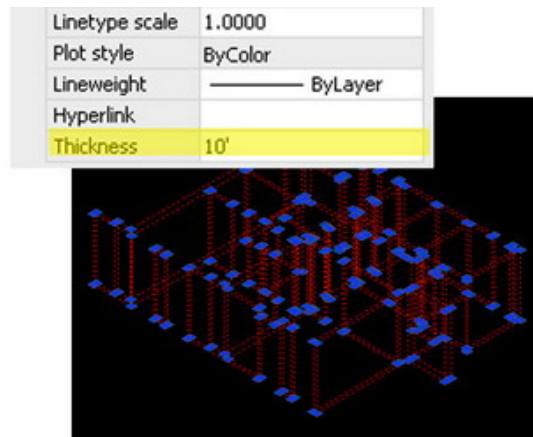 Linetype scale 1.0000
Plot style ByColor
Lineweight ByLayer
Hyperlink
Thickness 10'